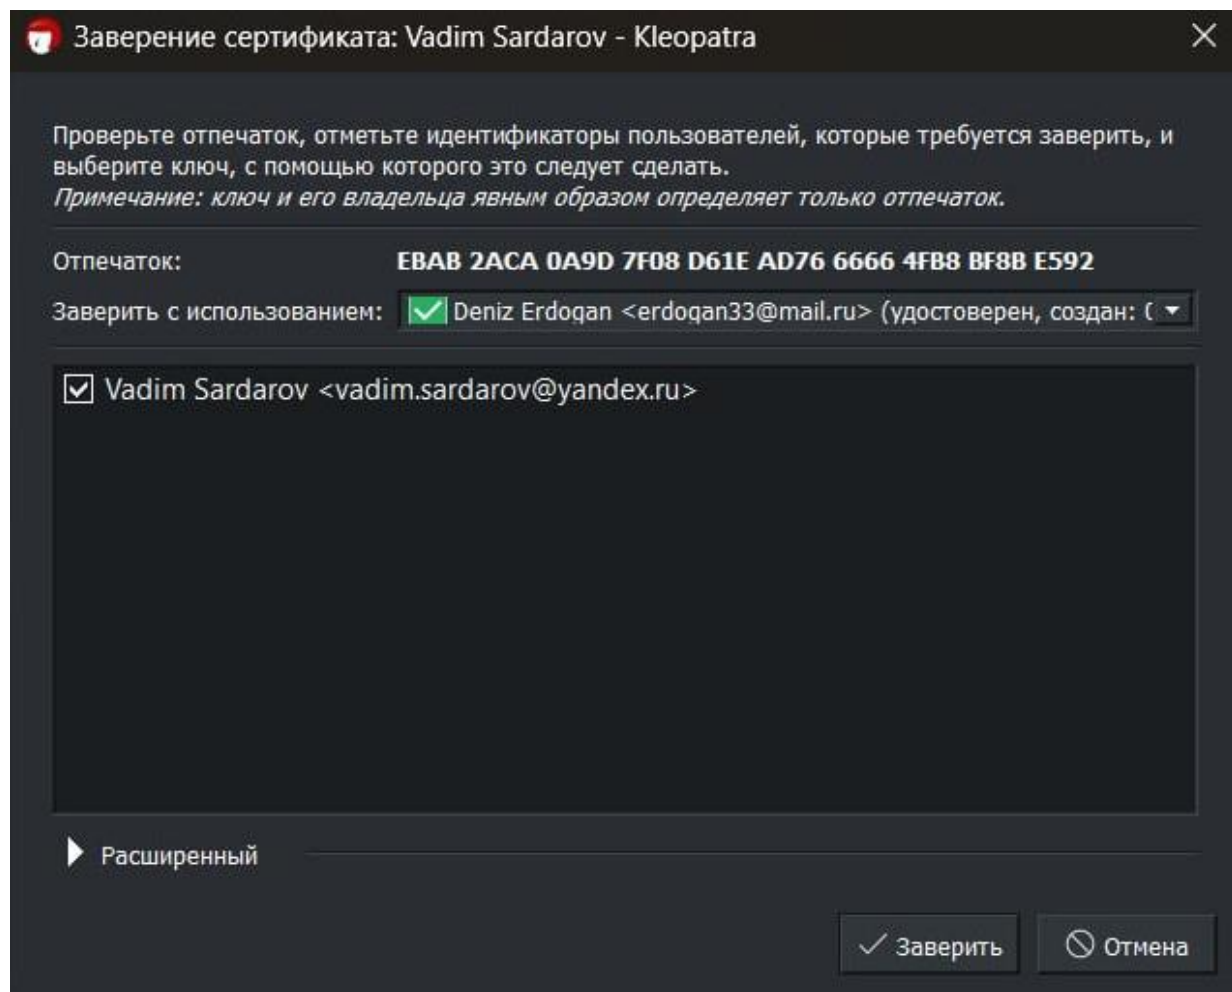 Заверение сертификата: Vadim Sardarov - Kleopatra
Проверьте отпечаток, отметьте идентификаторы пользователей, которые требуется заверить, и
выберите ключ, с помощью которого это следует сделать.
Примечание: ключ и его владельца явным образом определяет только отпечаток.
Отпечаток: EBAB 2ACA 0A9D 7F08 D61E AD76 6666 4FB8 BF8B E592
Заверить с использованием: Deniz Erdogan <erdogan33@mail.ru> (удостоверен, создан:
Vadim Sardarov <vadim.sardarov@yandex.ru>
Расширенный
Заверить Отмена